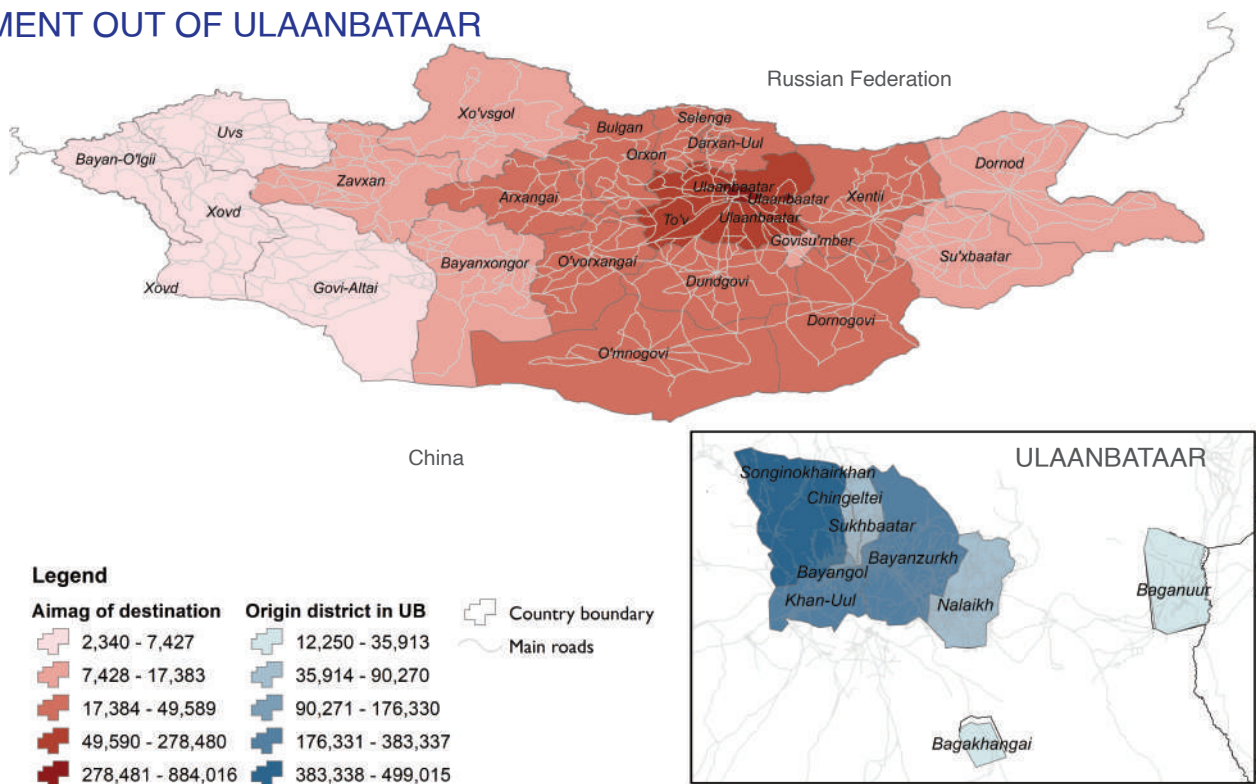 MENT OUT OF ULAANBATAAR
Russian Federation
Xo'vsgol
Bulgan
Selenge
Uvs
Orxon
Darxan-Uul
Bayan-O'lgii
Dornod
Zavxan
Ulaanbaatar
Arxangai
Ulaanbaatar
Xentii
Xovd
To'v
Ulaanbaatar
Govisu'mber
Bayanxongor
O'vorxangai
Su'xbaatar
Xovd
Govi-Altai
Dundgovi
Dornogovi
O'mnogovi
China
ULAANBATAAR
Songinokhairkhan
Chingeltei
Sukhbaatar
Bayanzurkh
Bayangol
Khan-Uul
Nalaikh
Baganuur
Bagakhangai
Legend
Aimag of destination
2,340 - 7,427
7,428 - 17,383
17,384 - 49,589
49,590 - 278,480
278,481 - 884,016
Origin district in UB
12,250 - 35,913
35,914 - 90,270
90,271 - 176,330
176,331 - 383,337
383,338 - 499,015
Country boundary
Main roads